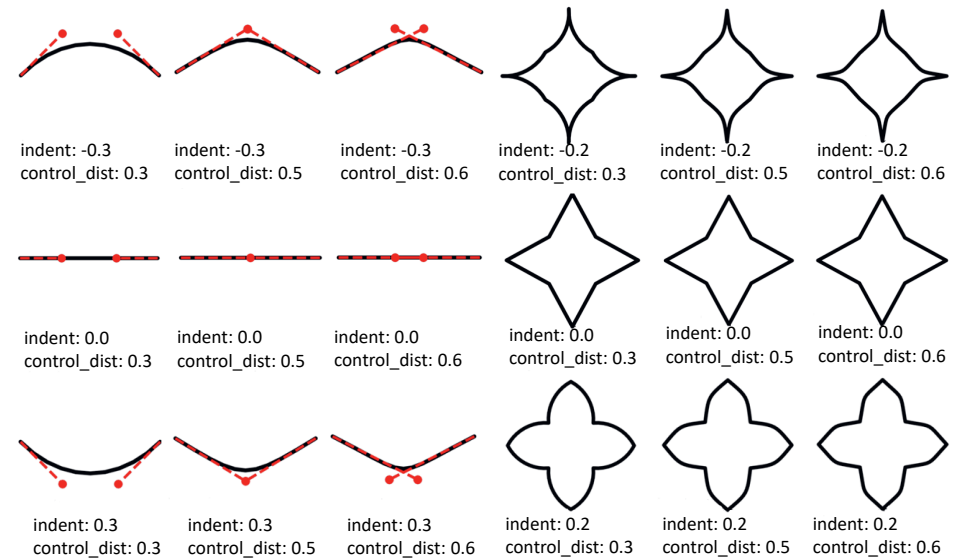 indent: -0.3
control_dist: 0.3
indent: -0.3
control_dist: 0.5
indent: -0.3
control_dist: 0.6
indent: -0.2
control_dist: 0.3
indent: -0.2
control_dist: 0.5
indent: -0.2
control_dist: 0.6
indent: 0.0
control_dist: 0.3
indent: 0.0
control_dist: 0.5
indent: 0.0
control_dist: 0.6
indent: 0.0
control_dist: 0.3
indent: 0.0
control_dist: 0.5
indent: 0.0
control_dist: 0.6
indent: 0.3
control_dist: 0.3
indent: 0.3
control_dist: 0.5
indent: 0.3
control_dist: 0.6
indent: 0.2
control_dist: 0.3
indent: 0.2
control_dist: 0.5
indent: 0.2
control_dist: 0.6